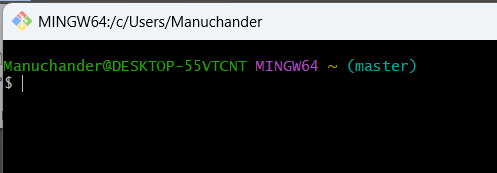 MINGW64:/c/Users/Manuchander
Manuchander@DESKTOP-55VTCNT MINGW64 ~ (master)
$